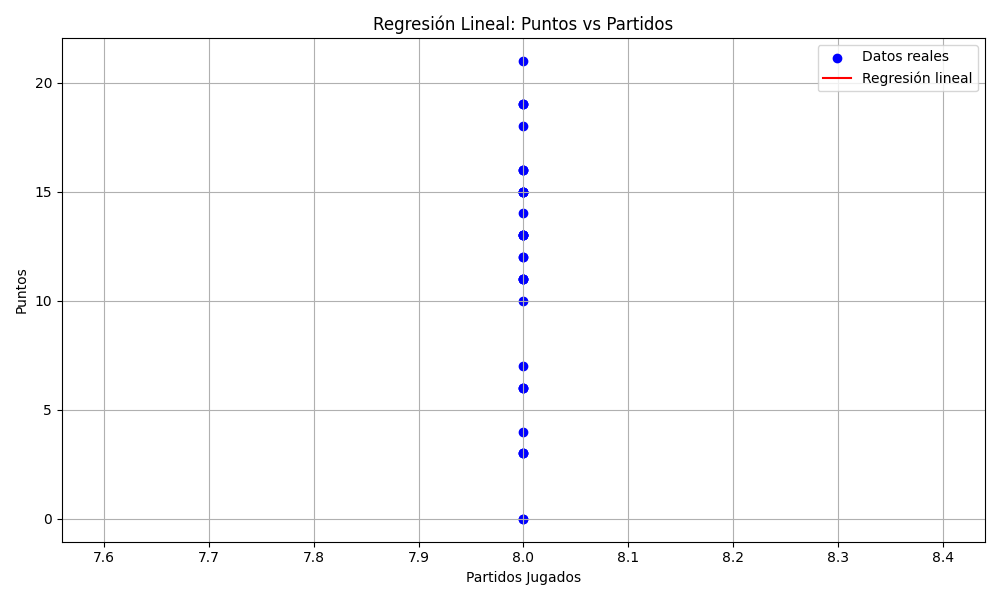 Regresión Lineal: Puntos vs Partidos
Datos reales
Regresión lineal
20
15
10
5
0
Puntos
7.6 7.7 7.8 7.9 8.0 8.1 8.2 8.3 8.4
Partidos Jugados